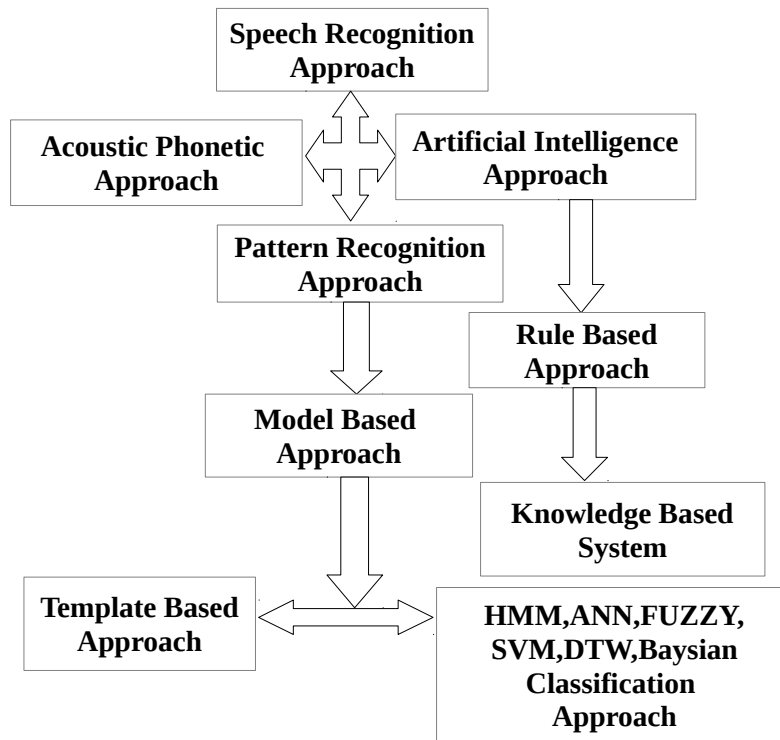 Speech Recognition
Approach
Acoustic Phonetic
Approach
Artificial Intelligence
Approach
Pattern Recognition
Approach
Rule Based
Approach
Model Based
Approach
Knowledge Based
System
Template Based
Approach
HMM,ANN,FUZZY,
SVM,DTW,Baysian
Classification
Approach